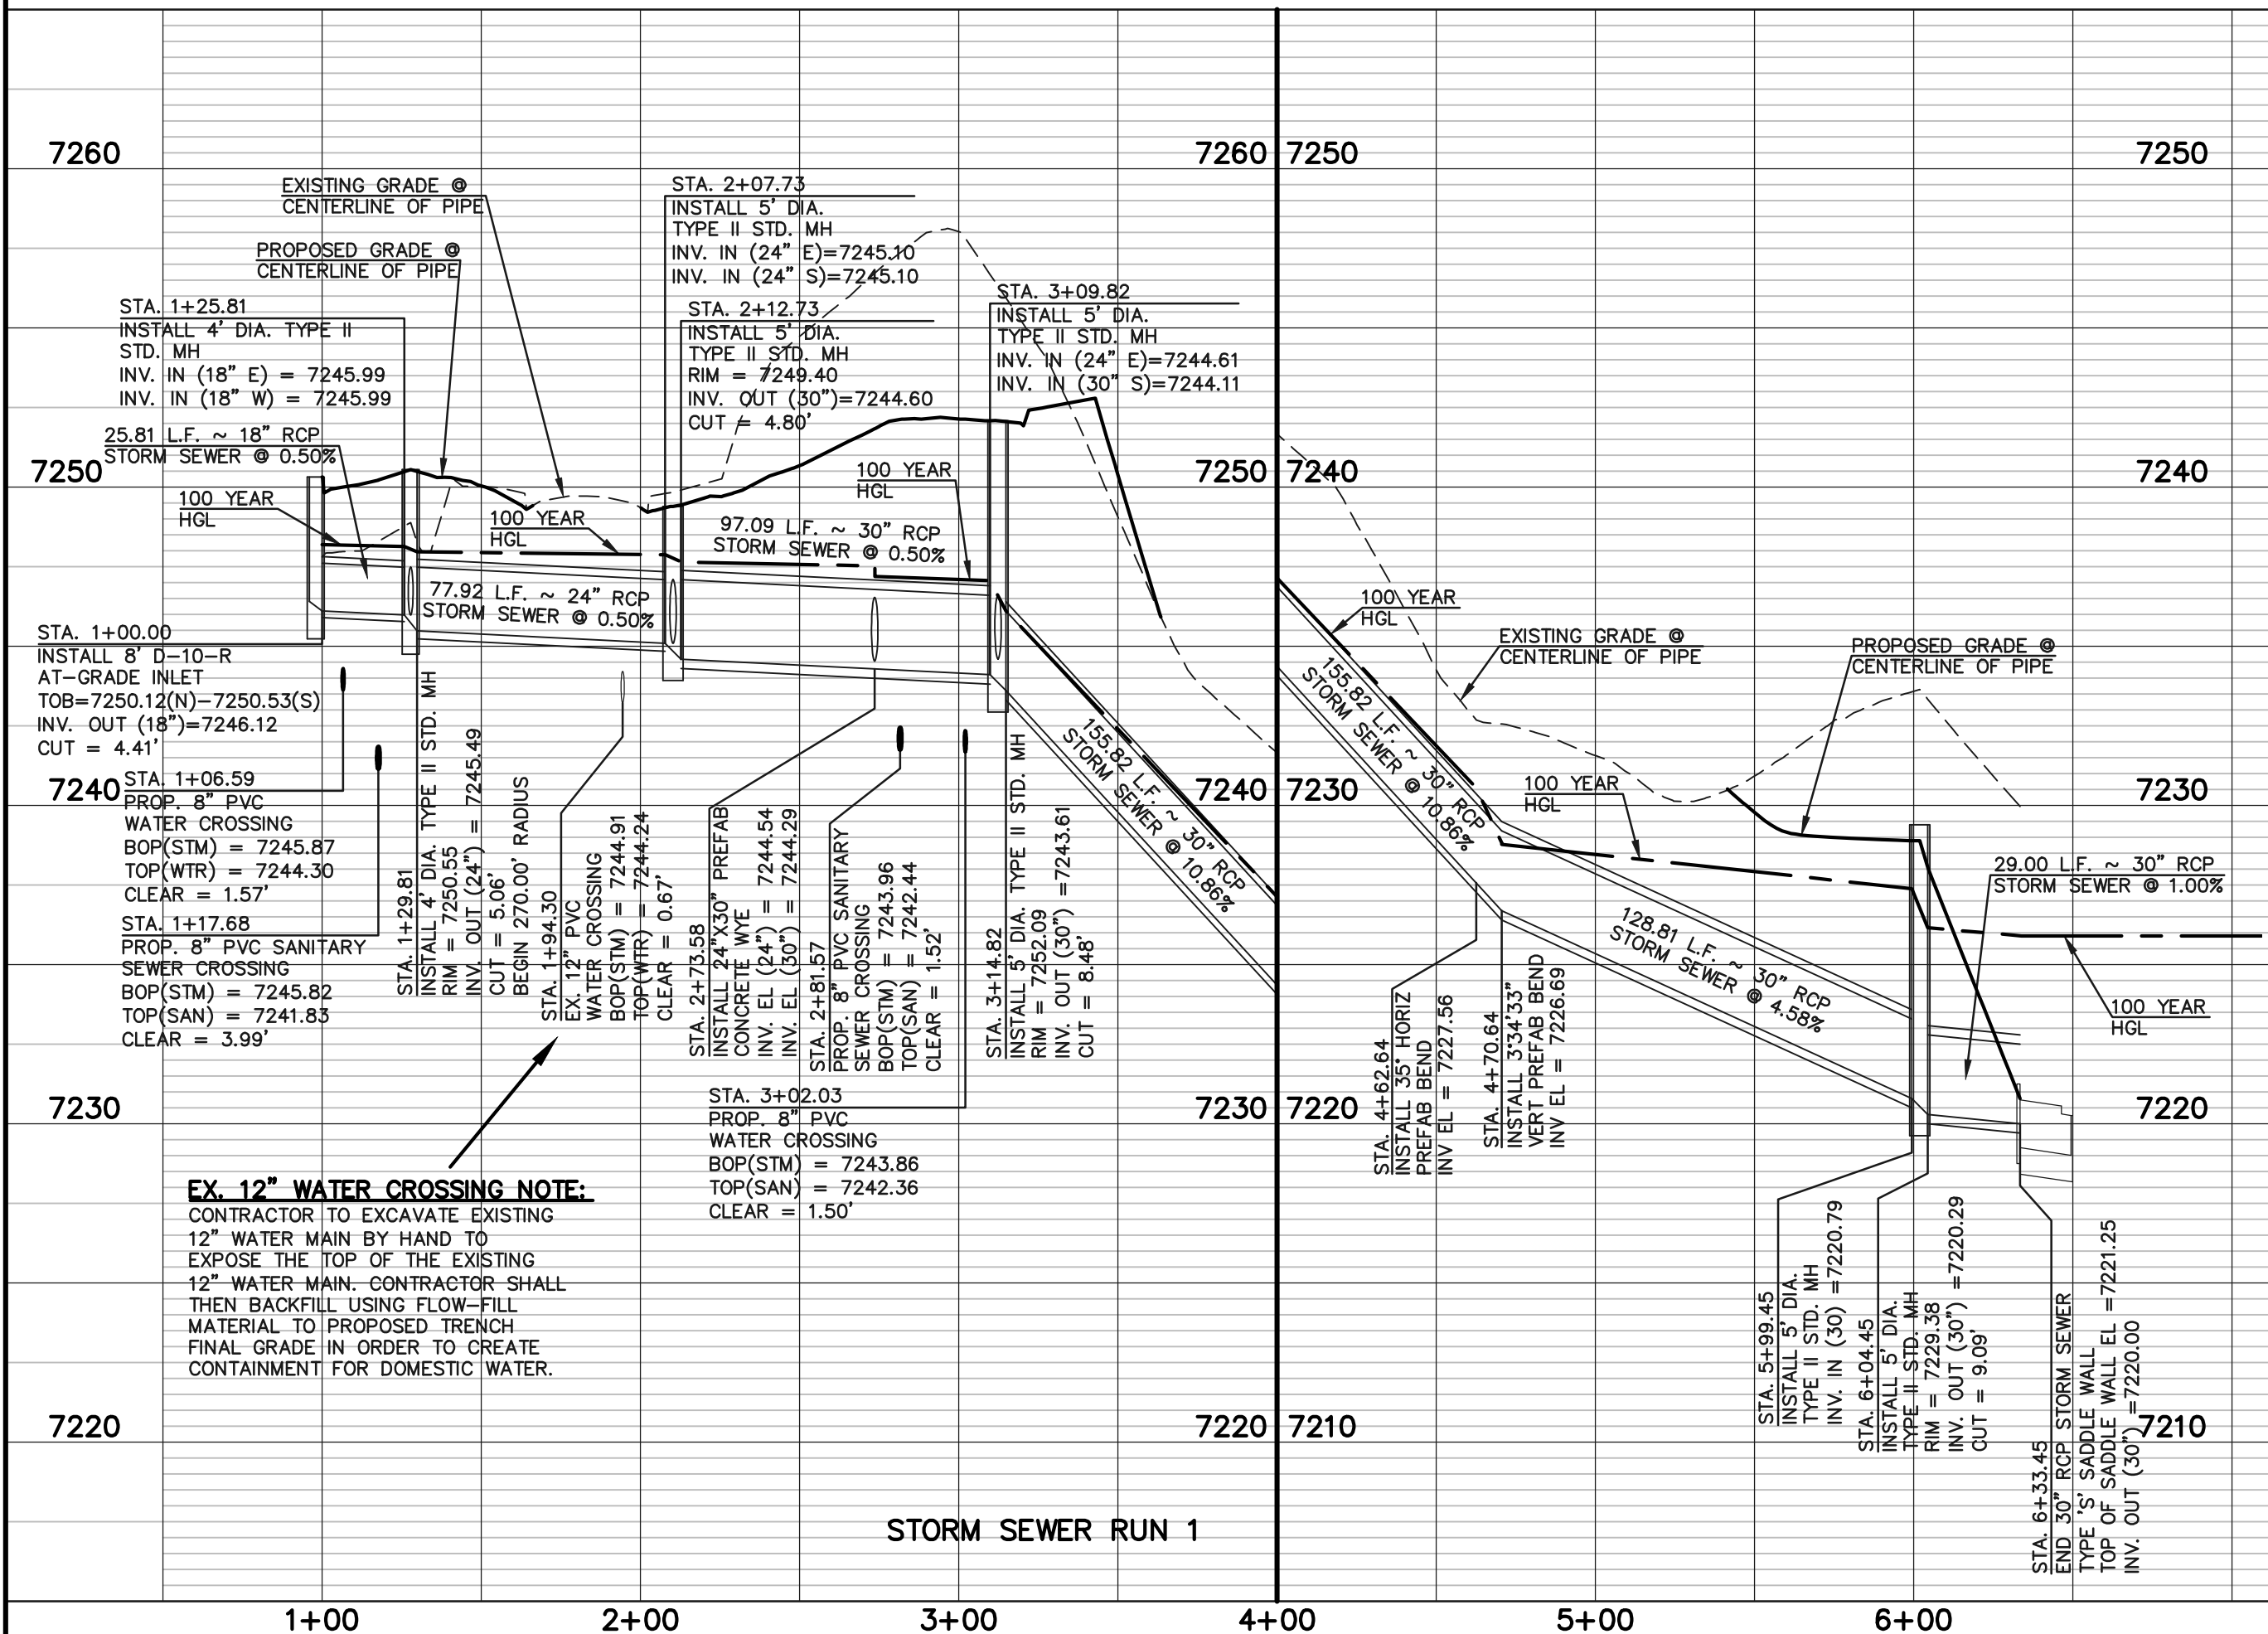 7260
7260
7250
7250
EXISTING GRADE @
CENTERLINE OF PIPE
PROPOSED GRADE @
CENTERLINE OF PIPE
STA. 2+07.73
INSTALL 5' DIA.
TYPE II STD. MH
INV. IN (24" E)=7245.10
INV. IN (24" S)=7245.10
STA. 1+25.81
INSTALL 4' DIA. TYPE II
STD. MH
INV. IN (18" E) = 7245.99
INV. IN (18" W) = 7245.99
STA. 2+12.73
INSTALL 5' DIA.
TYPE II STD. MH
RIM = 7249.40
INV. OUT (30")=7244.60
CUT = 4.80'
STA. 3+09.82
INSTALL 5' DIA.
TYPE II STD. MH
INV. IN (24" E)=7244.61
INV. IN (30" S)=7244.11
25.81 L.F. ~ 18" RCP
STORM SEWER @ 0.50%
7250
7250
7240
7240
100 YEAR
HGL
100 YEAR
HGL
100 YEAR
HGL
97.09 L.F. ~ 30" RCP
STORM SEWER @ 0.50%
77.92 L.F. ~ 24" RCP
STORM SEWER @ 0.50%
STA. 1+00.00
INSTALL 8' D-10-R
AT-GRADE INLET
TOB=7250.12(N)-7250.53(S)
INV. OUT (18")=7246.12
CUT = 4.41'
100 YEAR
HGL
EXISTING GRADE @
CENTERLINE OF PIPE
PROPOSED GRADE @
CENTERLINE OF PIPE
155.82 L.F. ~ 30" RCP
STORM SEWER @ 10.86%
155.82 L.F. ~ 30" RCP
STORM SEWER @ 10.86%
7240
7240
7230
7230
STA. 1+06.59
PROP. 8" PVC
WATER CROSSING
BOP(STM) = 7245.87
TOP(WTR) = 7244.30
CLEAR = 1.57'
STA. 1+17.68
PROP. 8" PVC SANITARY
SEWER CROSSING
BOP(STM) = 7245.82
TOP(SAN) = 7241.83
CLEAR = 3.99'
STA. 1+29.81
INSTALL 4' DIA. TYPE II STD. MH
RIM = 7250.55
INV. OUT (24") = 7245.49
CUT = 5.06'
BEGIN 270.00' RADIUS
STA. 1+94.30
EX. 12" PVC
WATER CROSSING
BOP(STM) = 7244.91
TOP(WTR) = 7244.24
CLEAR = 0.67'
STA. 2+73.58
INSTALL 24"X30" PREFAB
CONCRETE WYE
INV. EL (24") = 7244.54
INV. EL (30") = 7244.29
STA. 2+81.57
PROP. 8" PVC SANITARY
SEWER CROSSING
BOP(STM) = 7243.96
TOP(SAN) = 7242.44
CLEAR = 1.52'
STA. 3+14.82
INSTALL 5' DIA. TYPE II STD. MH
RIM = 7252.09
INV. OUT (30") =7243.61
CUT = 8.48'
100 YEAR
HGL
29.00 L.F. ~ 30" RCP
STORM SEWER @ 1.00%
128.81 L.F. ~ 30" RCP
STORM SEWER @ 4.58%
100 YEAR
HGL
STA. 3+02.03
PROP. 8" PVC
WATER CROSSING
BOP(STM) = 7243.86
TOP(SAN) = 7242.36
CLEAR = 1.50'
STA. 4+62.64
INSTALL 35° HORIZ
PREFAB BEND
INV EL = 7227.56
STA. 4+70.64
INSTALL 3°34'33"
VERT PREFAB BEND
INV EL = 7226.69
7230
7230
7220
7220
EX. 12" WATER CROSSING NOTE:
CONTRACTOR TO EXCAVATE EXISTING
12" WATER MAIN BY HAND TO
EXPOSE THE TOP OF THE EXISTING
12" WATER MAIN. CONTRACTOR SHALL
THEN BACKFILL USING FLOW-FILL
MATERIAL TO PROPOSED TRENCH
FINAL GRADE IN ORDER TO CREATE
CONTAINMENT FOR DOMESTIC WATER.
STA. 5+99.45
INSTALL 5' DIA.
TYPE II STD. MH
INV. IN (30) =7220.79
STA. 6+04.45
INSTALL 5' DIA.
TYPE II STD. MH
RIM = 7229.38
INV. OUT (30") =7220.29
CUT = 9.09'
STA. 6+33.45
END 30" RCP STORM SEWER
TYPE 'S' SADDLE WALL
TOP OF SADDLE WALL EL =7221.25
INV. OUT (30") =7220.00
7220
7220
7210
7210
STORM SEWER RUN 1
1+00
2+00
3+00
4+00
5+00
6+00